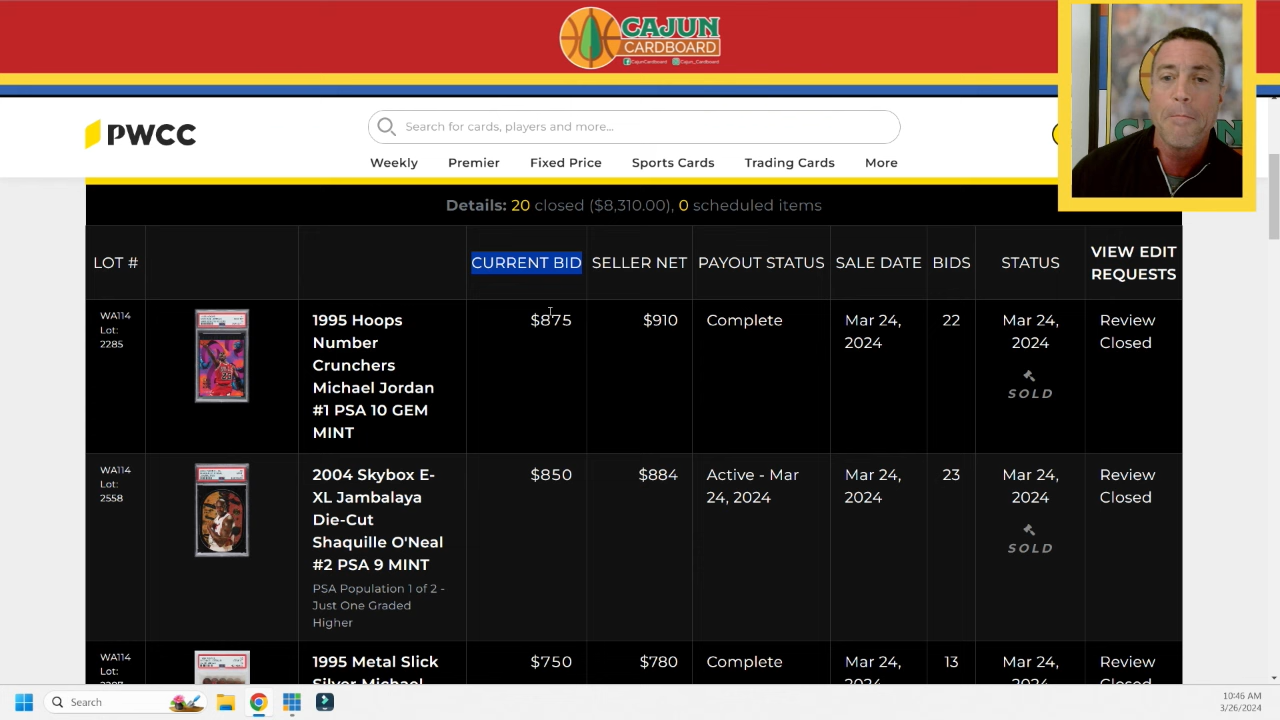 CAJUN
CARDBOARD
CajunCardboard Cajun_Cardboard
PWCC
Search for cards, players and more...
Weekly Premier Fixed Price Sports Cards Trading Cards More
Details: 20 closed ($8,310.00), 0 scheduled items
LOT # CURRENT BID SELLER NET PAYOUT STATUS SALE DATE BIDS STATUS VIEW EDIT
REQUESTS
WA114
Lot:
2285
1995 Hoops
Number
Crunchers
Michael Jordan
#1 PSA 10 GEM
MINT
$875
$910
Complete
Mar 24,
2024
22
Mar 24,
2024
SOLD
Review
Closed
WA114
Lot:
2558
2004 Skybox E-
XL Jambalaya
Die-Cut
Shaquille O'Neal
#2 PSA 9 MINT
PSA Population 1 of 2 -
Just One Graded
Higher
$850
$884
Active - Mar
24, 2024
Mar 24,
2024
23
Mar 24,
2024
SOLD
Review
Closed
WA114
Lot:
1995 Metal Slick
Silver Michael
$750
$780
Complete
Mar 24,
2024
13
Mar 24,
2024
Review
Closed
Search
10:46 AM
3/26/2024